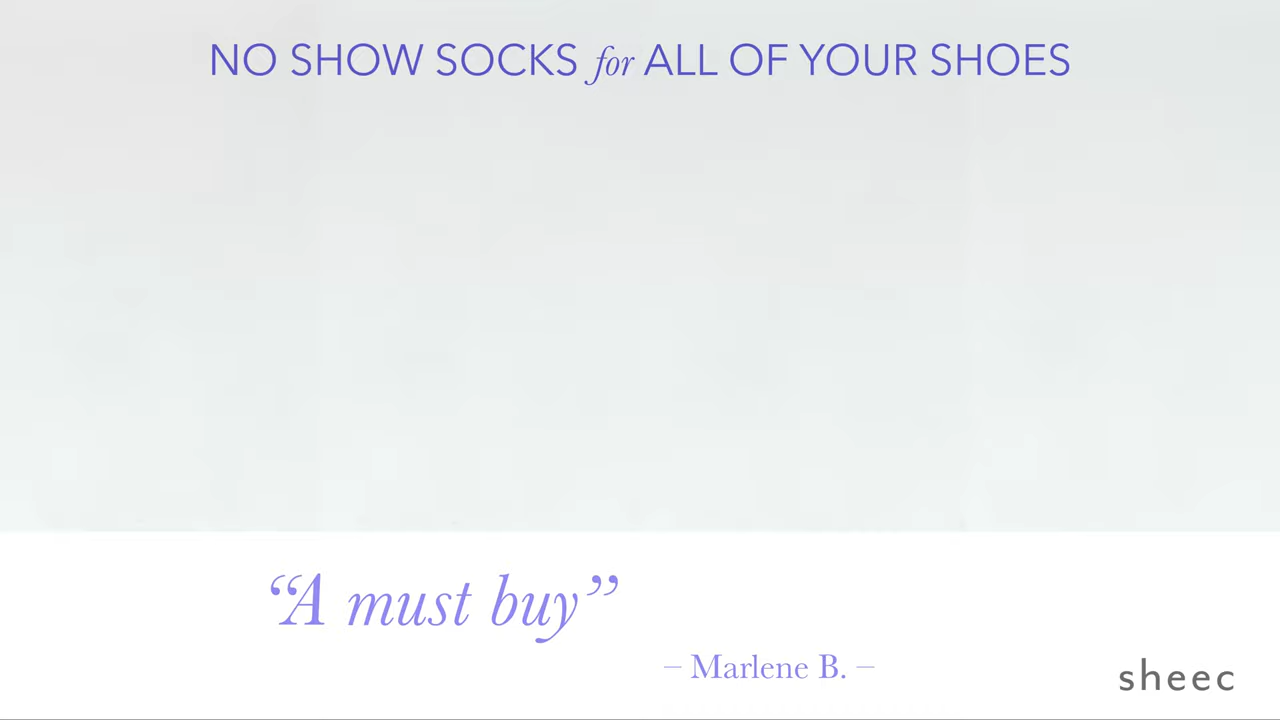 NO SHOW SOCKS for ALL OF YOUR SHOES
“A must buy”
– Marlene B. –
sheec